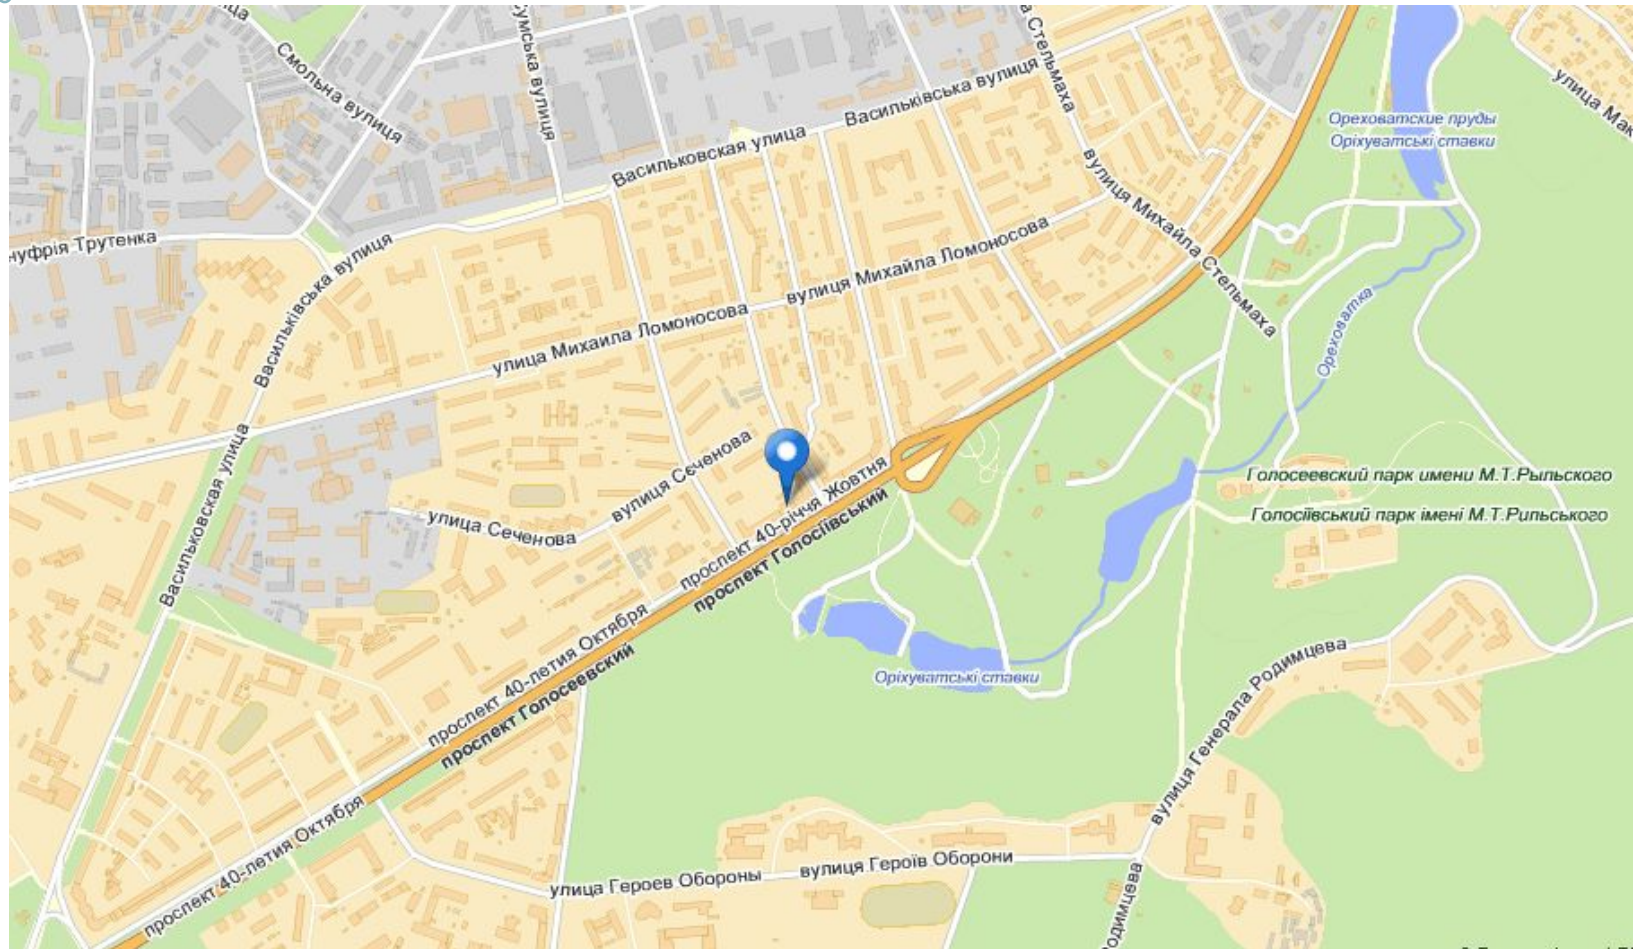 Смольна вулиця
Сумська вулиця
Стельмаха
Васильківська вулиця
Васильковская улица
улица Мак
Ореховатские пруды
Оріхуватські ставки
вулиця Михайла Стельмаха
нуфрія Трутенка
Васильківська вулиця
вулиця Михайла Ломоносова
улица Михаила Ломоносова
Ореховатка
Васильковская улица
вулиця Сєченова
улица Сеченова
проспект 40-річчя Жовтня
проспект Голосіївський
Голосеевский парк имени М.Т.Рыльского
Голосіївський парк імені М.Т.Рильського
проспект 40-летия Октября
проспект Голосеевский
Оріхуватські ставки
вулиця Генерала Родимцева
проспект 40-летия Октября
вулиця Героїв Оборони
улица Героев Обороны
одимцева